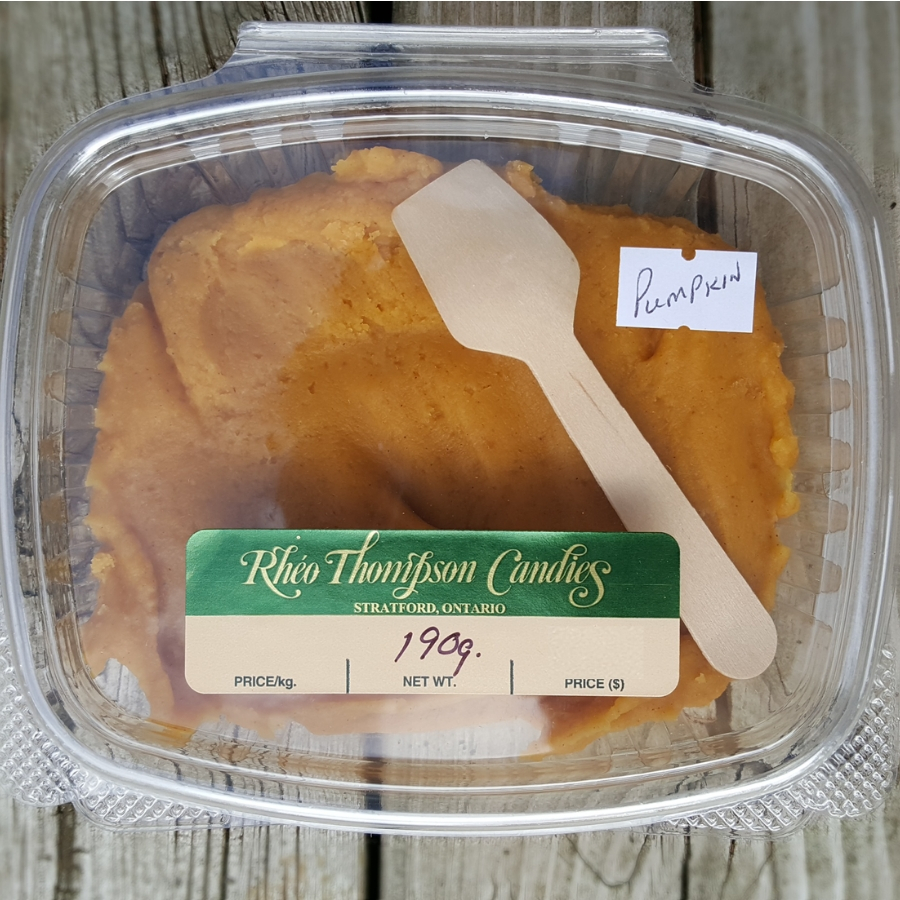 PumPKIN
Rhéo Thompson Candies
STRATFORD, ONTARIO
190g.
PRICE/kg. NET WT. PRICE ($)